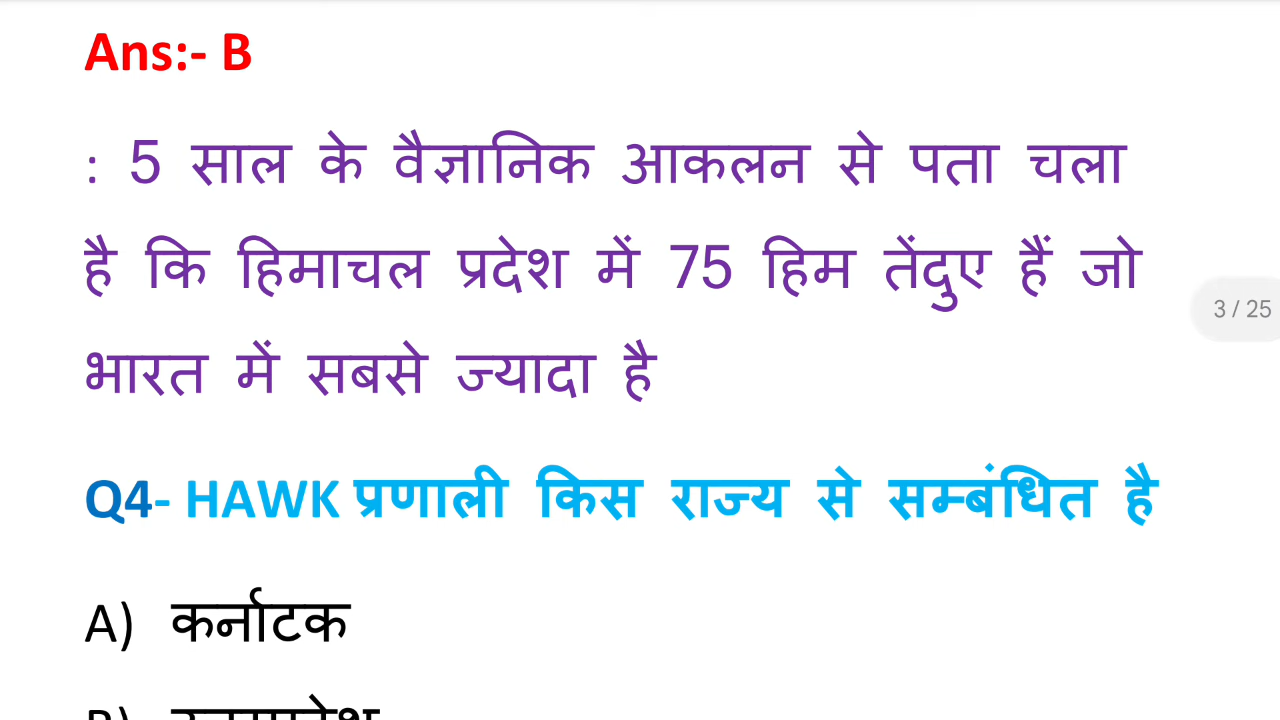 Ans:- B
: 5 साल के वैज्ञानिक आकलन से पता चला
है कि हिमाचल प्रदेश में 75 हिम तेंदुए हैं जो
भारत में सबसे ज्यादा है
3 / 25
Q4- HAWK प्रणाली किस राज्य से सम्बंधित है
A) कर्नाटक
B)